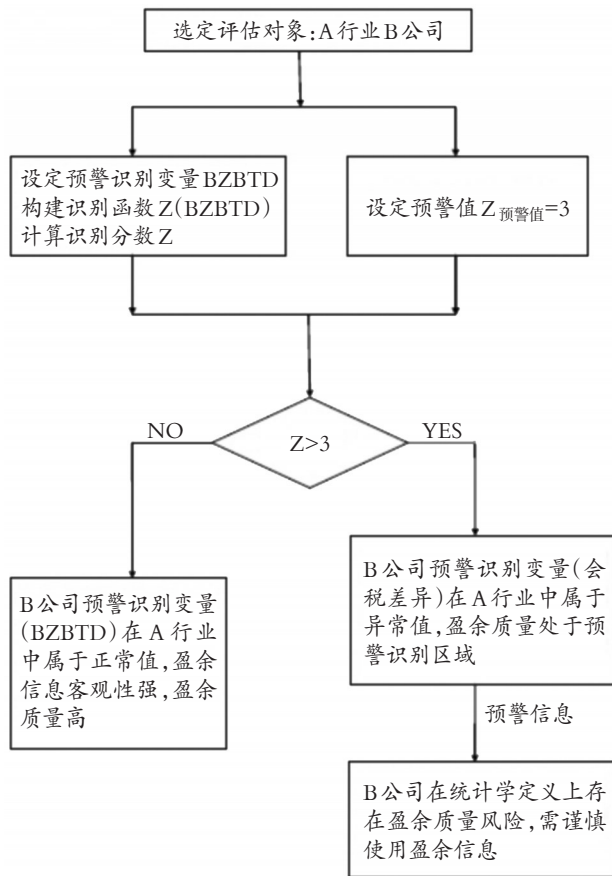 选定评估对象:A行业B公司
设定预警识别变量BZBTD
构建识别函数Z(BZBTD)
计算识别分数Z
设定预警值Z预警值=3
Z>3
NO
YES
B公司预警识别变量
(BZBTD)在A行业
中属于正常值,盈余
信息客观性强,盈余
质量高
B公司预警识别变量(会
税差异)在A行业中属于
异常值,盈余质量处于预
警识别区域
预警信息
B公司在统计学定义上存
在盈余质量风险,需谨慎
使用盈余信息